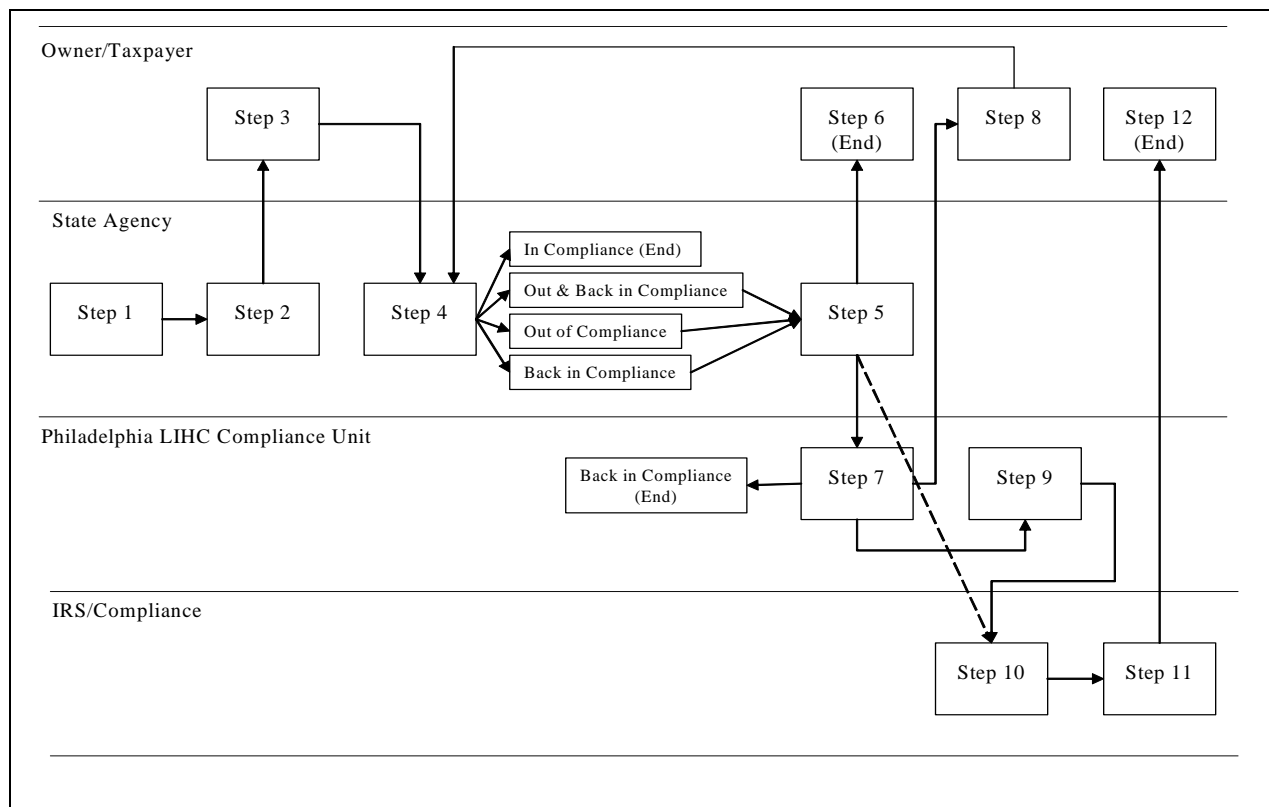 Owner/Taxpayer
Step 3
Step 6
(End)
Step 8
Step 12
(End)
State Agency
Step 1
Step 2
Step 4
In Compliance (End)
Out & Back in Compliance
Out of Compliance
Back in Compliance
Step 5
Philadelphia LIHC Compliance Unit
Back in Compliance
(End)
Step 7
Step 9
IRS/Compliance
Step 10
Step 11